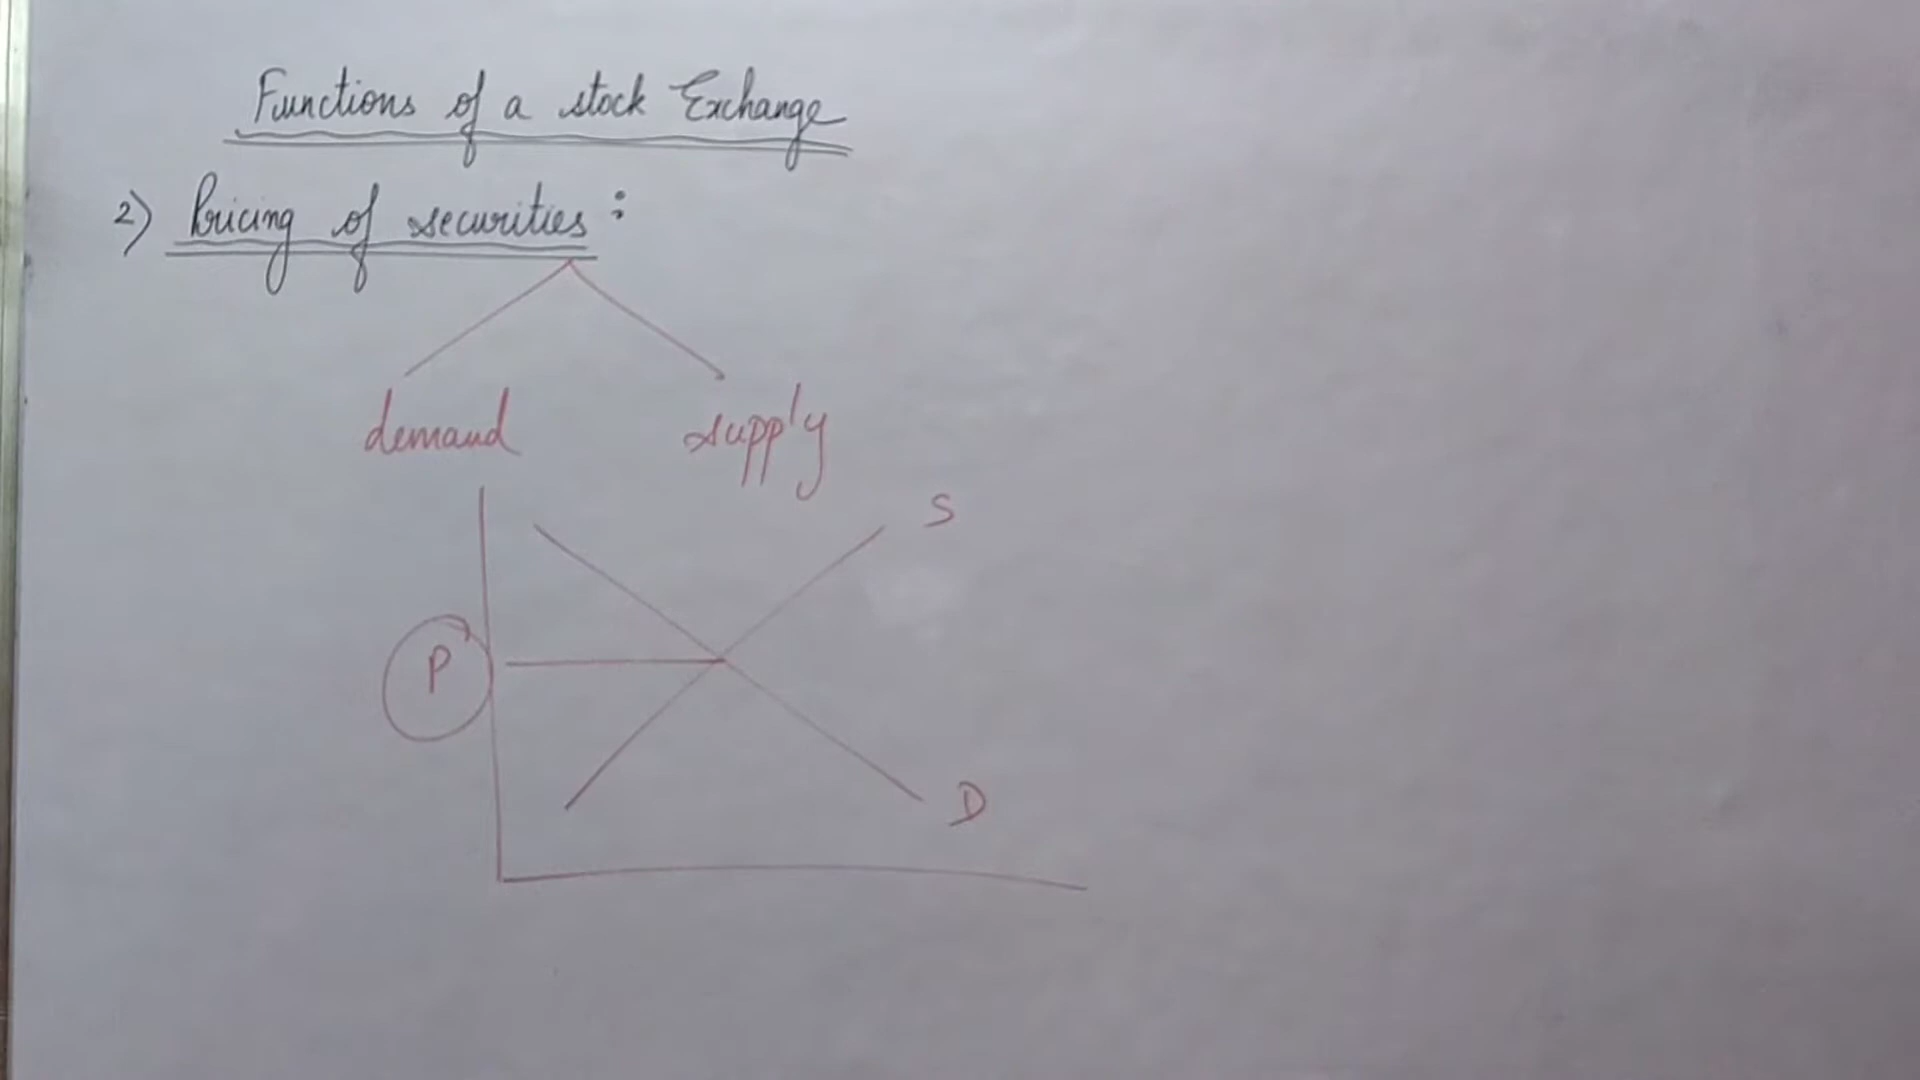 Functions of a stock Exchange
2) Pricing of securities :
demand supply
S
P
D